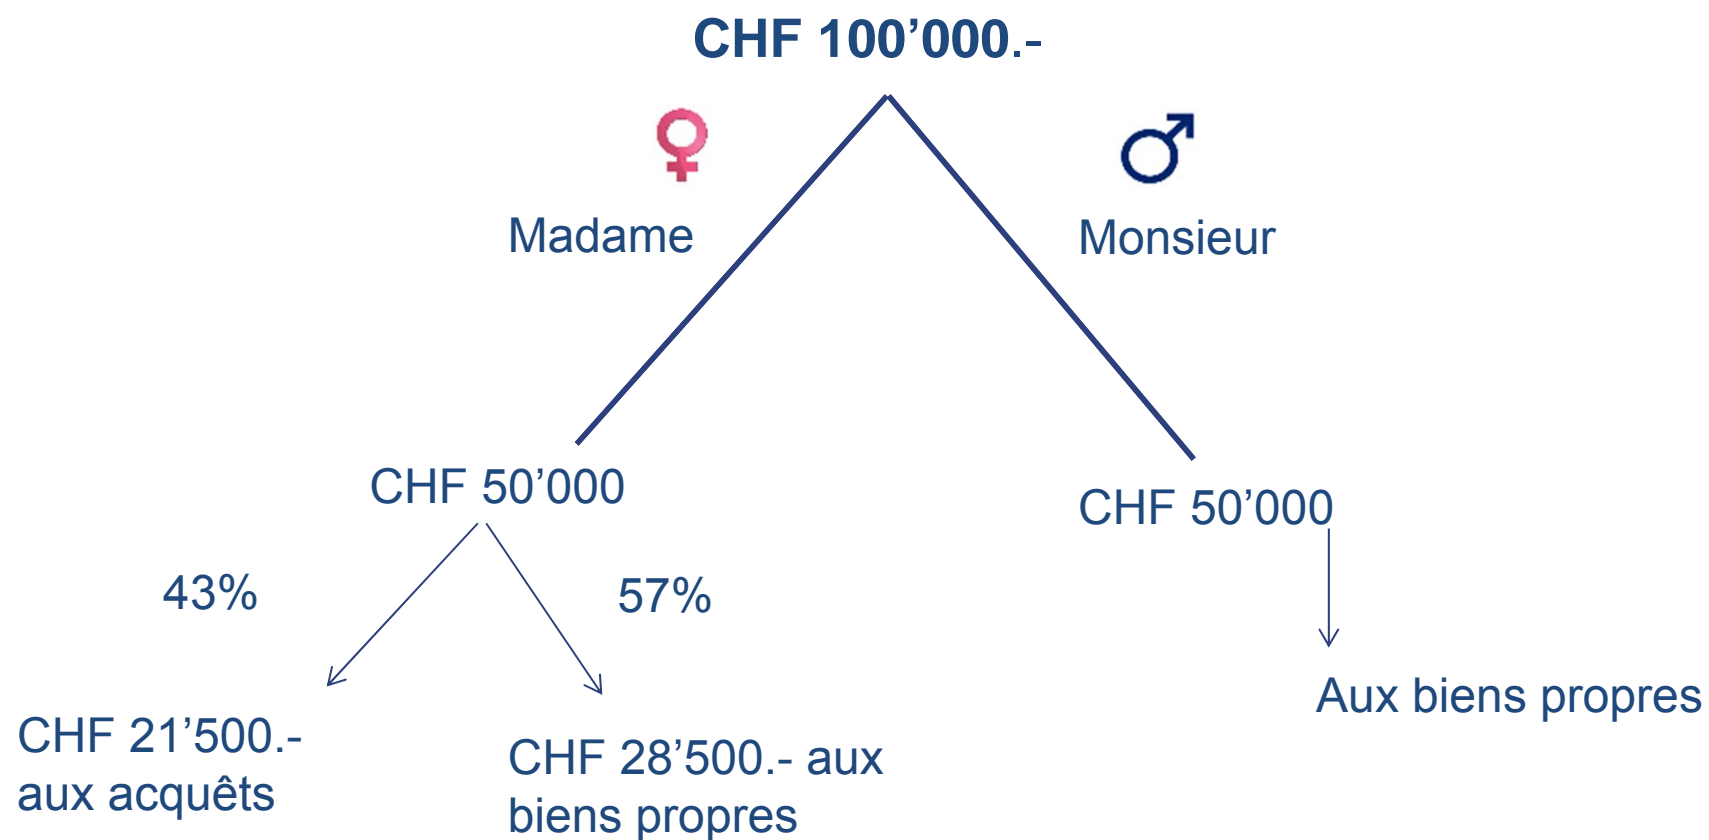 CHF 100’000.-
Madame
Monsieur
CHF 50’000
CHF 50’000
43%
57%
Aux biens propres
CHF 21’500.-
aux acquêts
CHF 28’500.- aux
biens propres